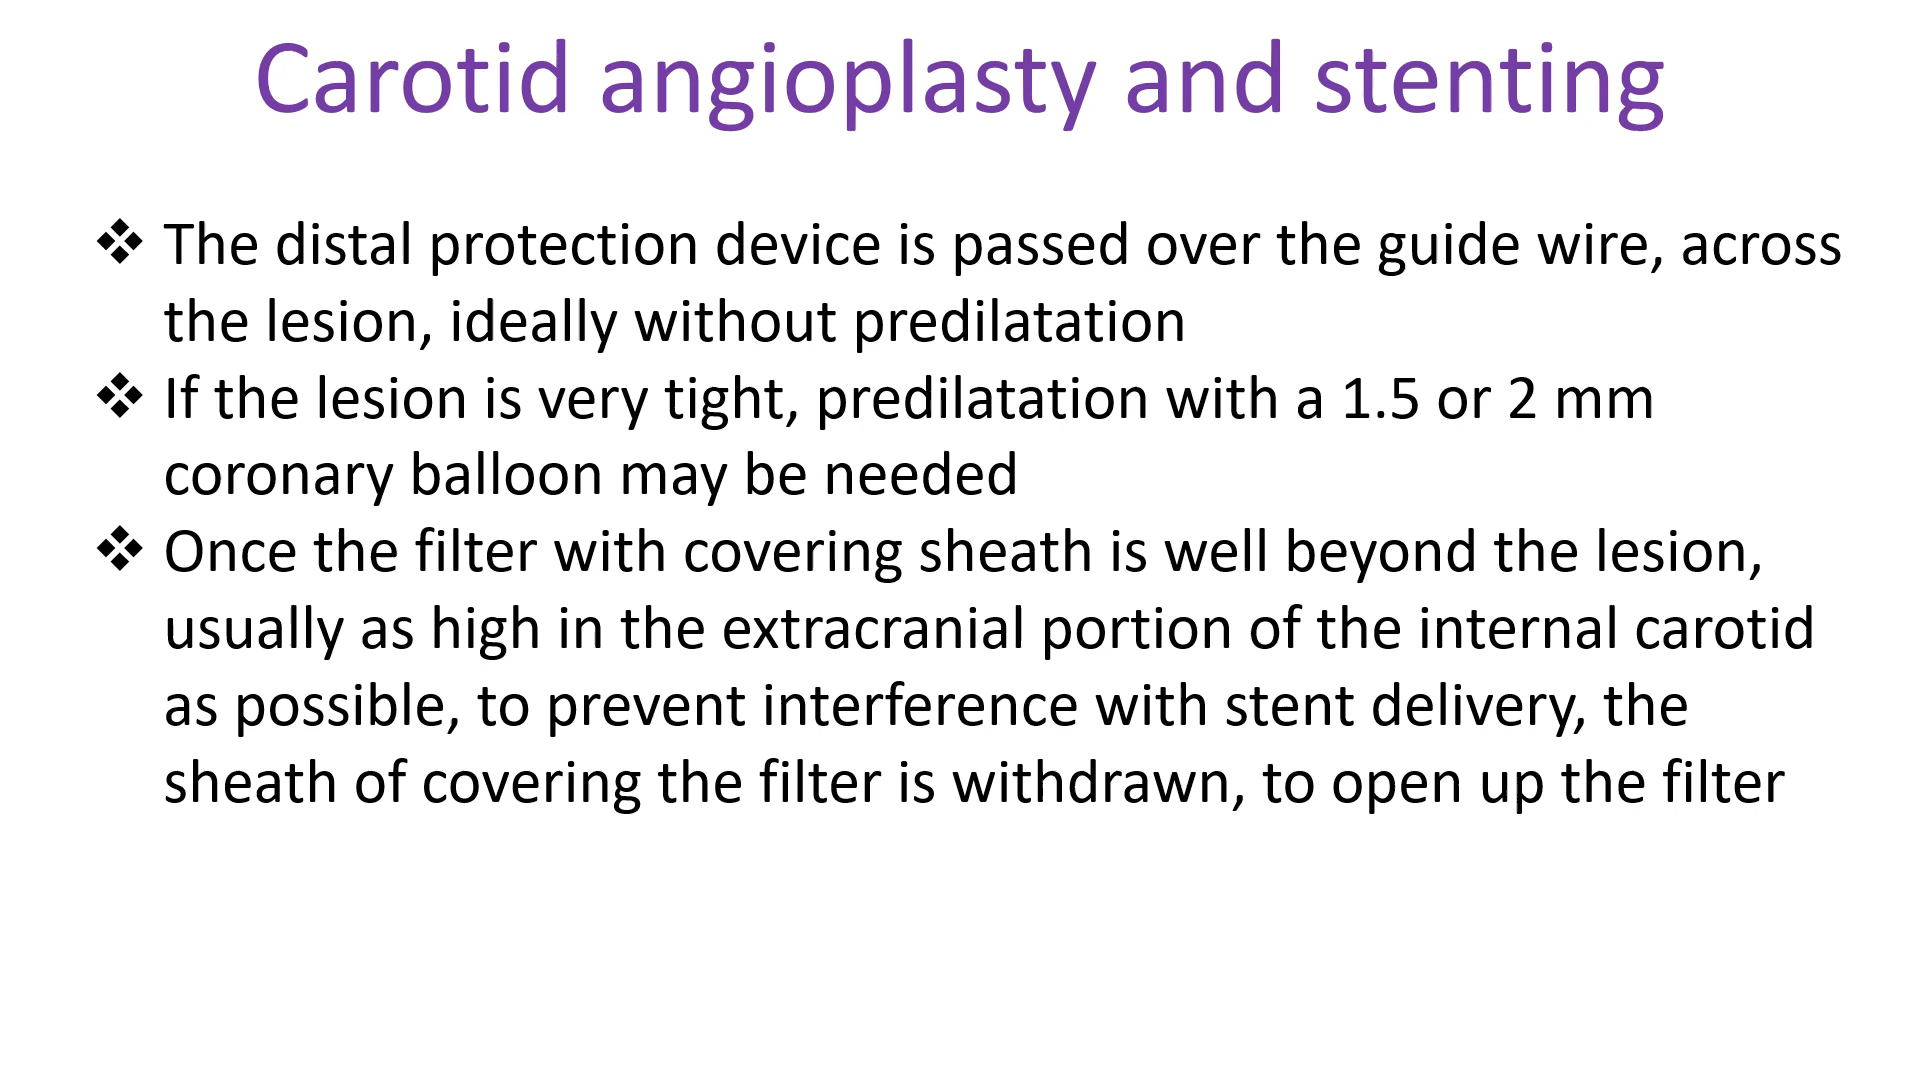 Carotid angioplasty and stenting
❖ The distal protection device is passed over the guide wire, across
the lesion, ideally without predilatation
❖ If the lesion is very tight, predilatation with a 1.5 or 2 mm
coronary balloon may be needed
❖ Once the filter with covering sheath is well beyond the lesion,
usually as high in the extracranial portion of the internal carotid
as possible, to prevent interference with stent delivery, the
sheath of covering the filter is withdrawn, to open up the filter